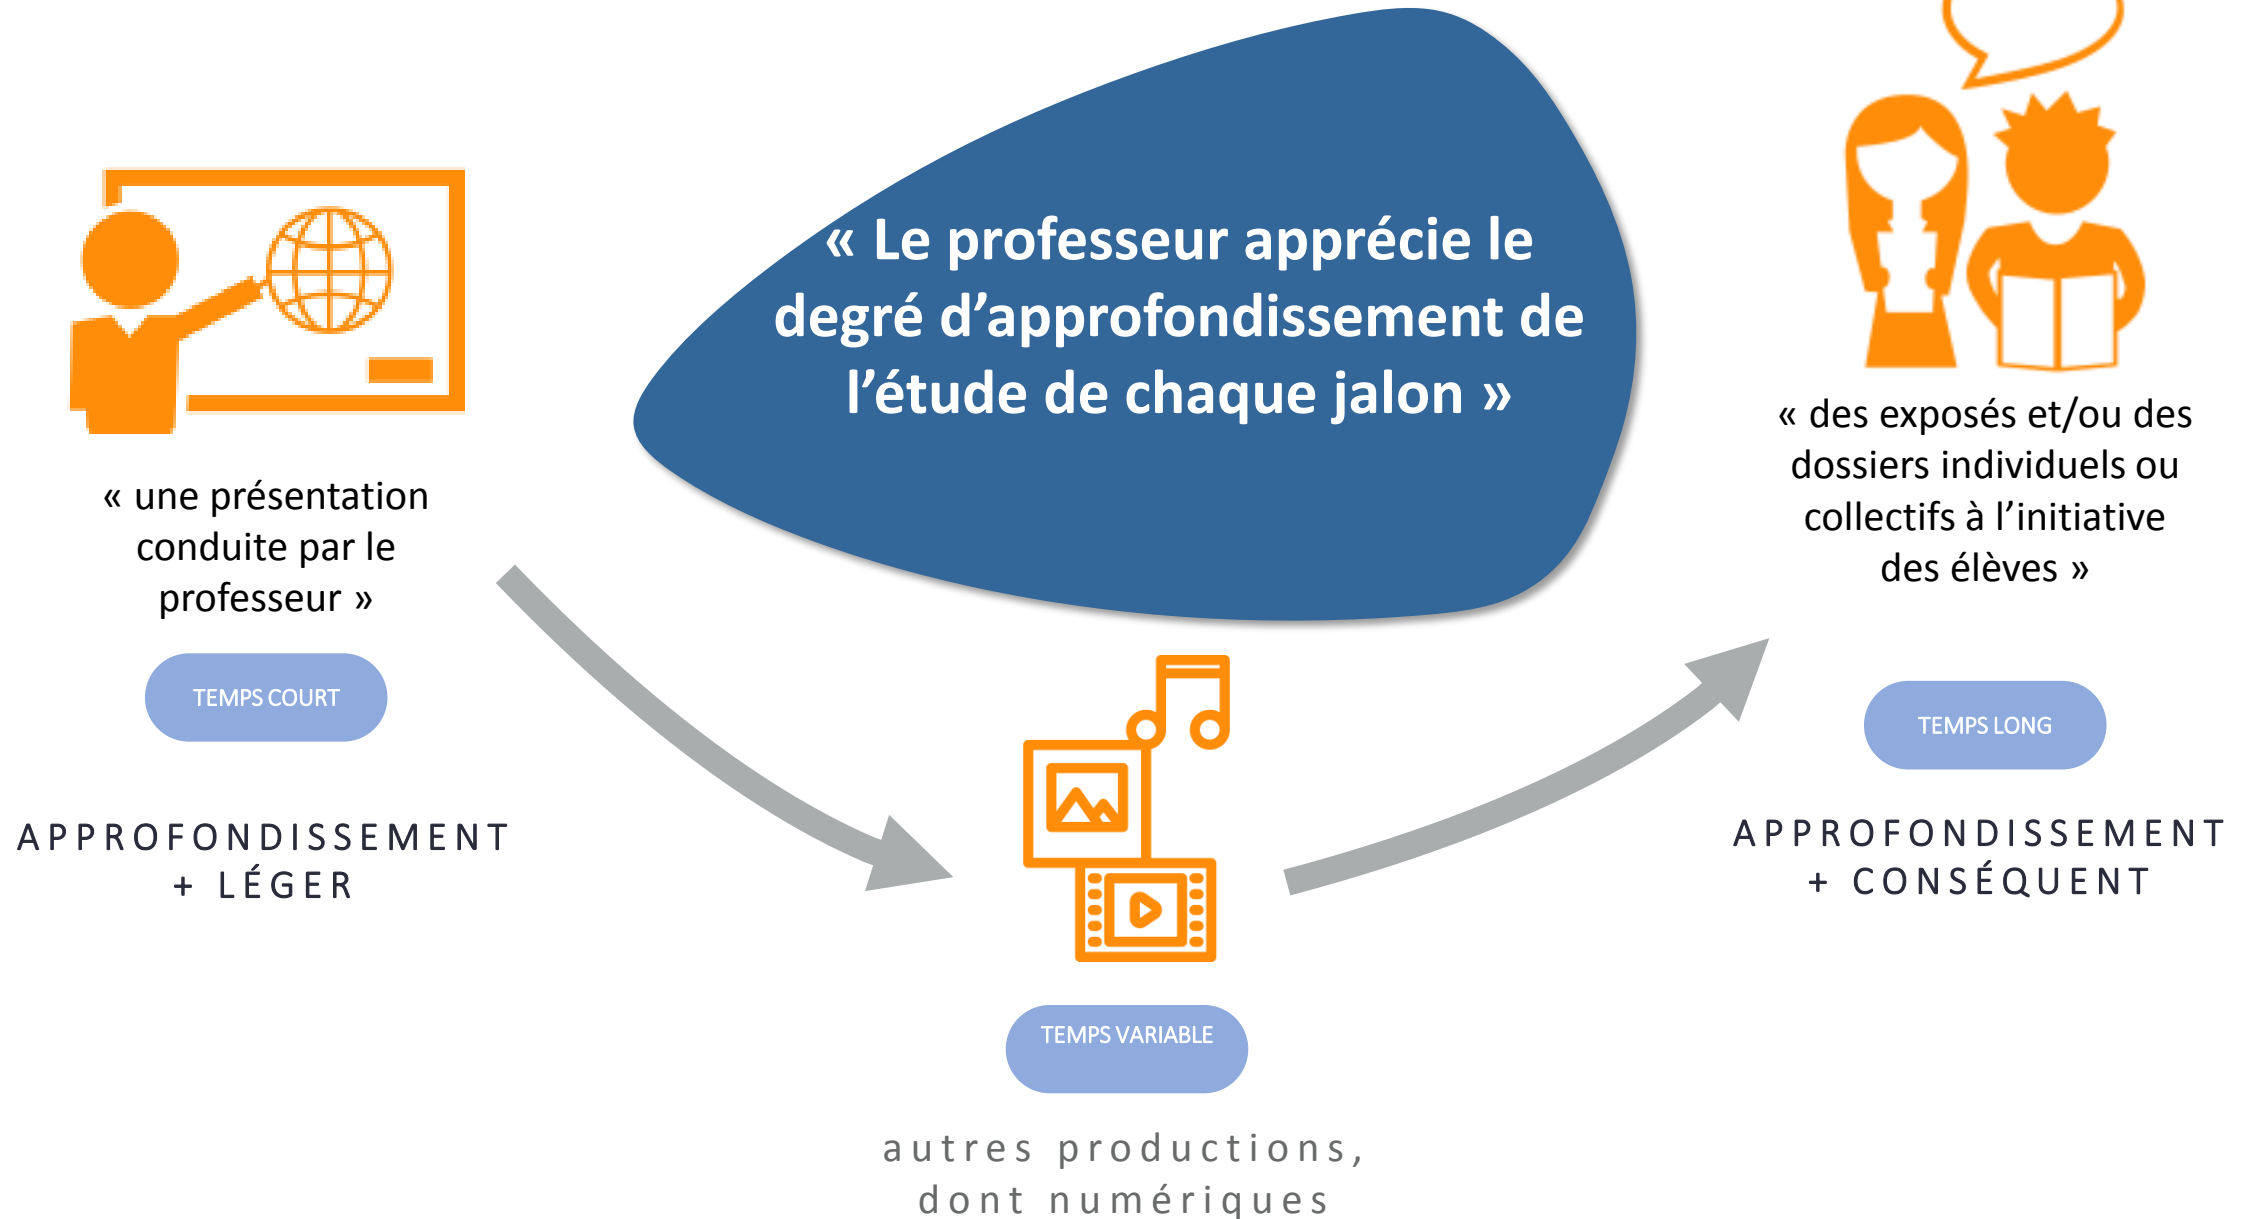 « Le professeur apprécie le
degré d’approfondissement de
l’étude de chaque jalon »
« une présentation
conduite par le
professeur »
TEMPS COURT
APPROFONDISSEMENT
+ LÉGER
TEMPS VARIABLE
autres productions,
dont numériques
« des exposés et/ou des
dossiers individuels ou
collectifs à l’initiative
des élèves »
TEMPS LONG
APPROFONDISSEMENT
+ CONSÉQUENT